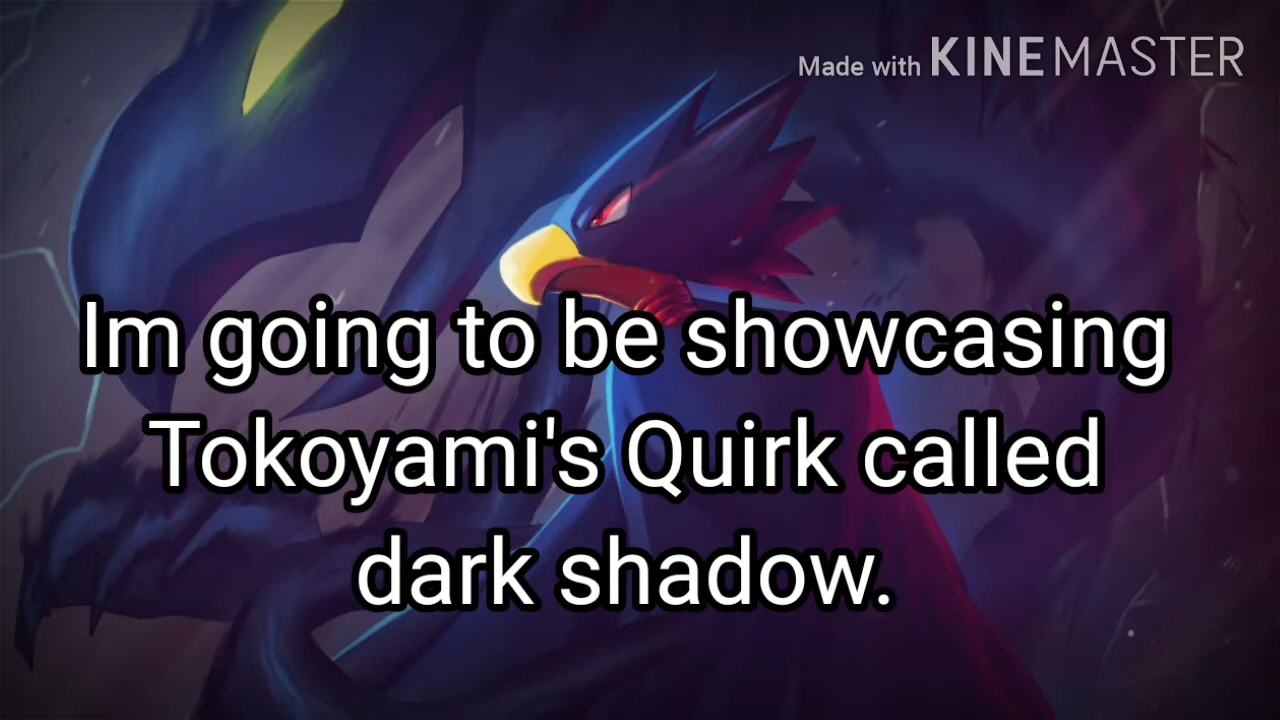 Made with KINEMASTER
Im going to be showcasing
Tokoyami's Quirk called
dark shadow.